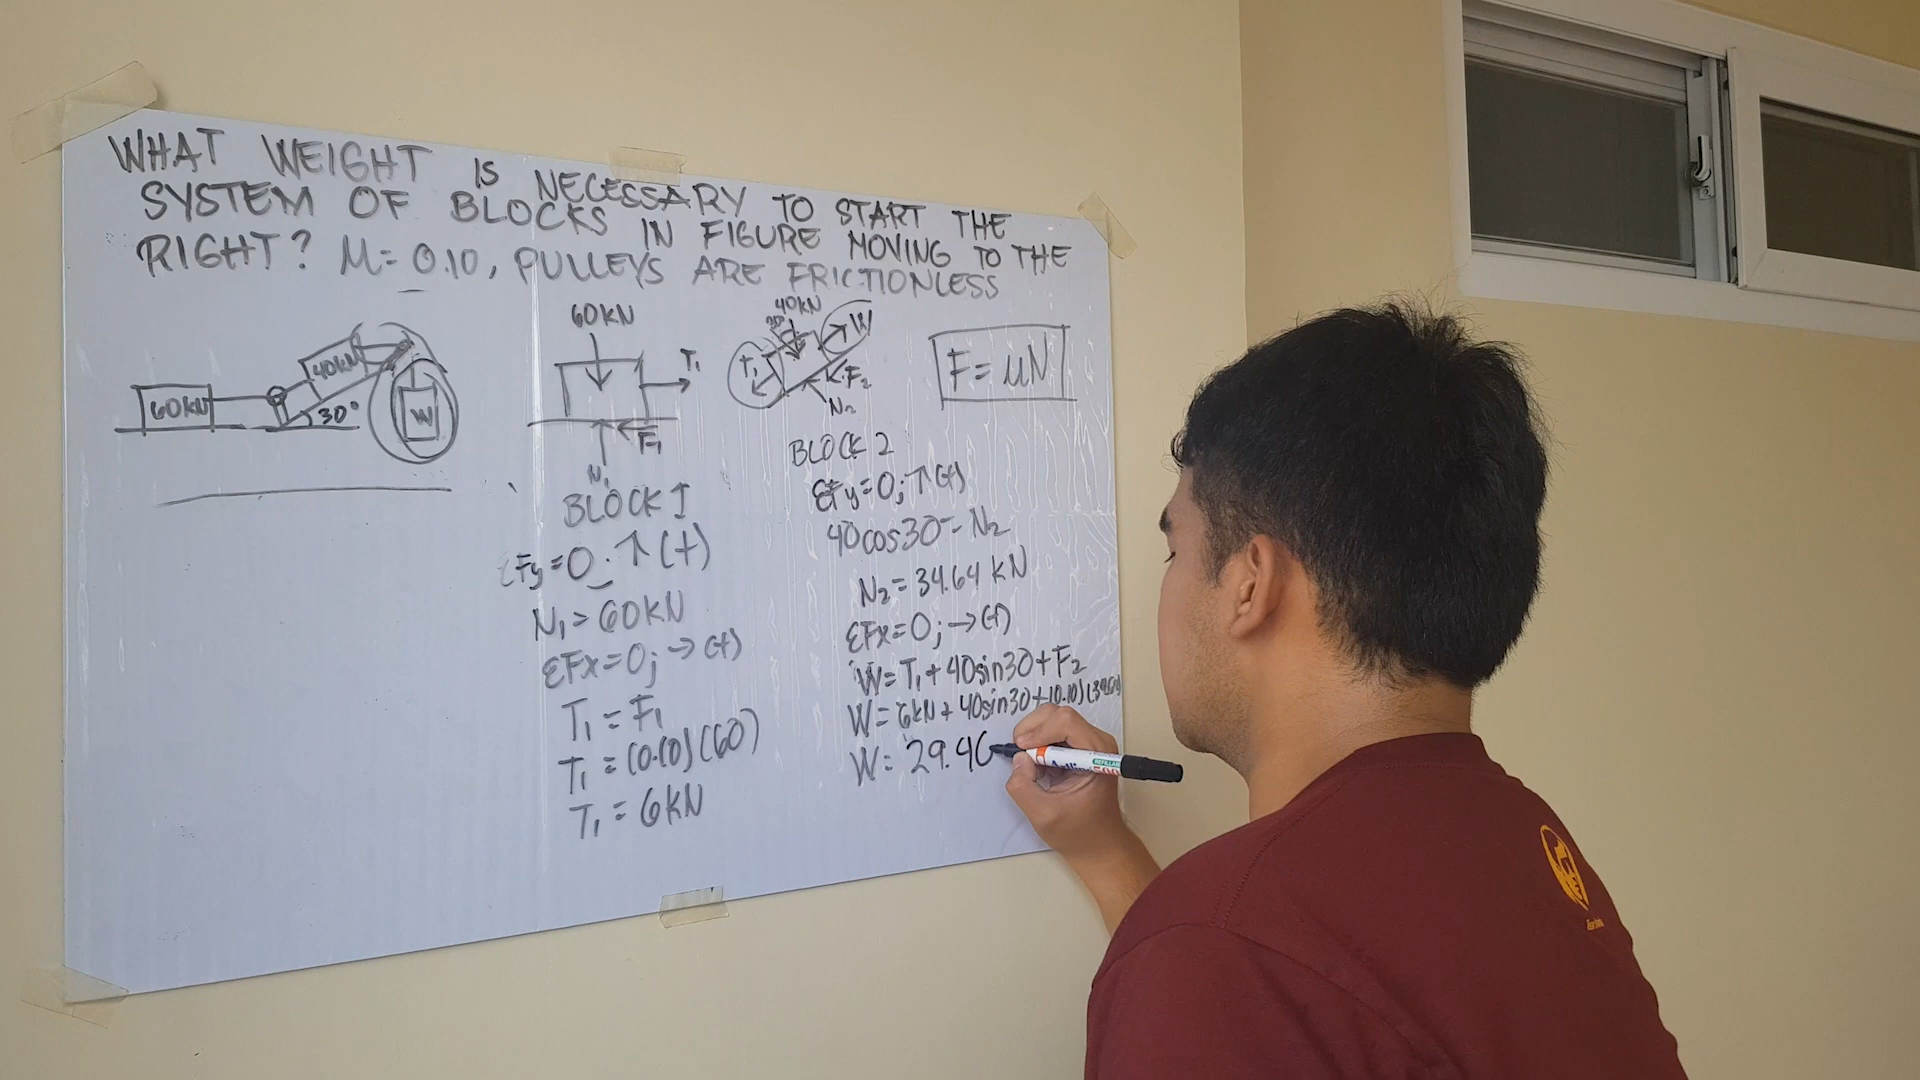 WHAT WEIGHT IS NECESSARY TO START THE
SYSTEM OF BLOCKS IN FIGURE MOVING TO THE
RIGHT? M = 0.10, PULLEYS ARE FRICTIONLESS
60KN
40KN
30°
W
60KN
T₁
F₁
N₁
40KN
30°
W
T₁
F₂
N₂
F = μN
BLOCK I
ΣFy = 0; ↑(+)
N₁ = 60KN
ΣFx = 0; → (+)
T₁ = F₁
T₁ = (0.10)(60)
T₁ = 6KN
BLOCK 2
ΣFy = 0; ↑(+)
40cos30 = N₂
N₂ = 34.64 KN
ΣFx = 0; → (+)
W = T₁ + 40sin30 + F₂
W = 6KN + 40sin30 + (0.10)(34.64)
W = 29.4